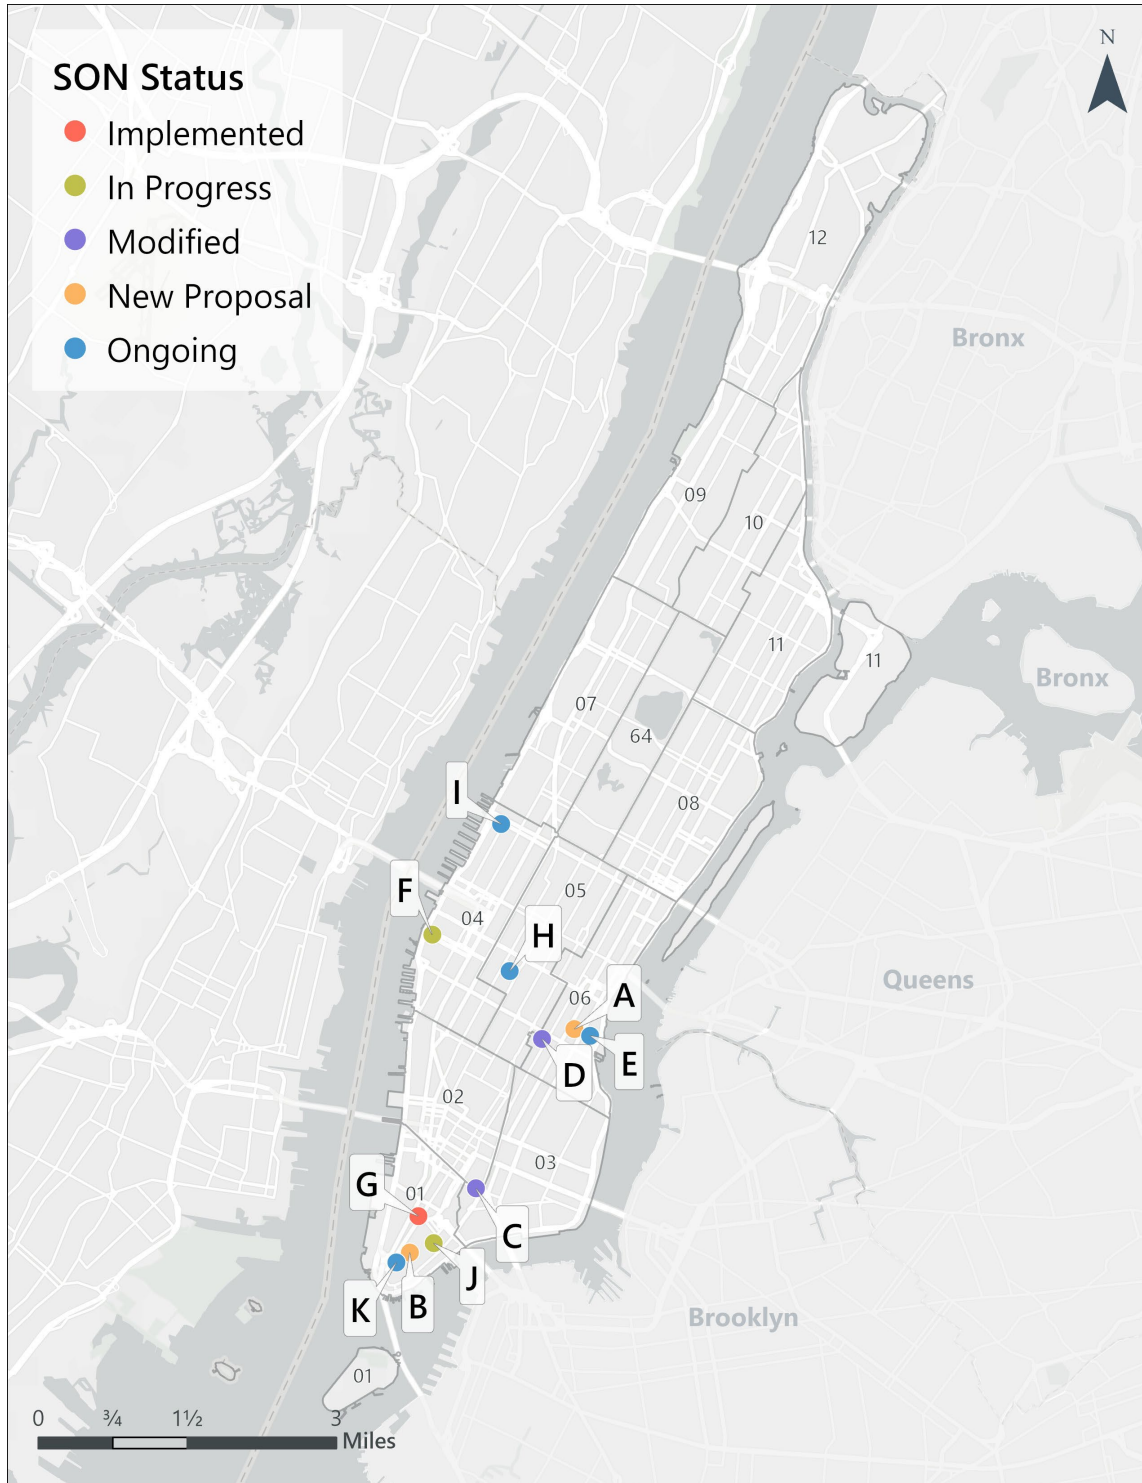 SON Status
Implemented
In Progress
Modified
New Proposal
Ongoing
N
12
Bronx
09
10
11
11
Bronx
07
64
08
I
05
F
04
H
Queens
06
A
E
D
02
03
G
01
C
J
K
B
Brooklyn
01
0 ¾ 1½ 3
Miles